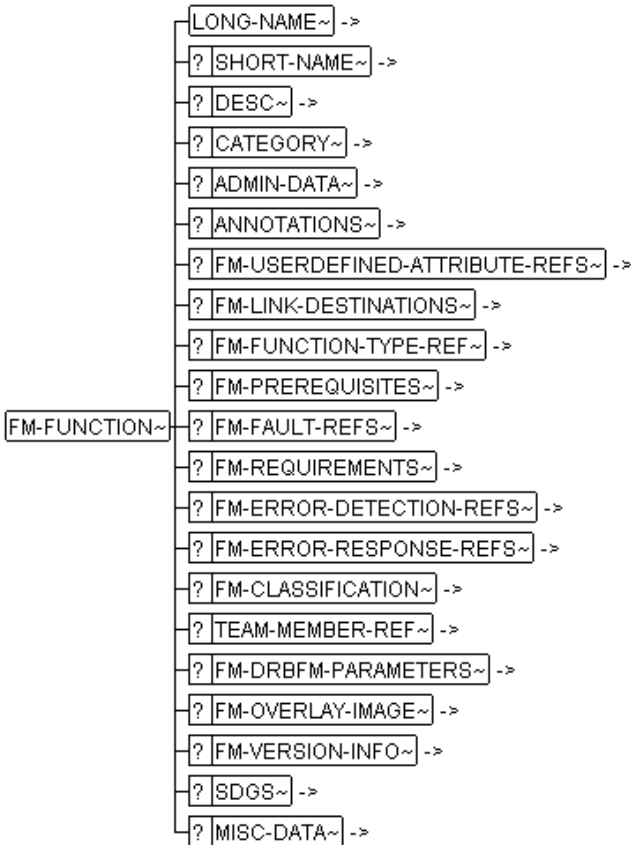 LONG-NAME~ ->
? SHORT-NAME~ ->
? DESC~ ->
? CATEGORY~ ->
? ADMIN-DATA~ ->
? ANNOTATIONS~ ->
? FM-USERDEFINED-ATTRIBUTE-REFS~ ->
? FM-LINK-DESTINATIONS~ ->
? FM-FUNCTION-TYPE-REF~ ->
? FM-PREREQUISITES~ ->
FM-FUNCTION~ ? FM-FAULT-REFS~ ->
? FM-REQUIREMENTS~ ->
? FM-ERROR-DETECTION-REFS~ ->
? FM-ERROR-RESPONSE-REFS~ ->
? FM-CLASSIFICATION~ ->
? TEAM-MEMBER-REF~ ->
? FM-DRBFM-PARAMETERS~ ->
? FM-OVERLAY-IMAGE~ ->
? FM-VERSION-INFO~ ->
? SDGS~ ->
? MISC-DATA~ ->